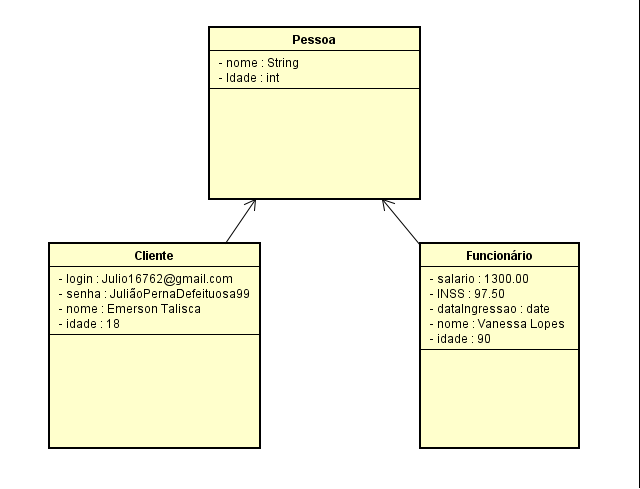 Pessoa
- nome : String
- Idade : int
Cliente
- login : Julio16762@gmail.com
- senha : JuliãoPernaDefeituosa99
- nome : Emerson Talisca
- idade : 18
Funcionário
- salario : 1300.00
- INSS : 97.50
- dataIngressao : date
- nome : Vanessa Lopes
- idade : 90